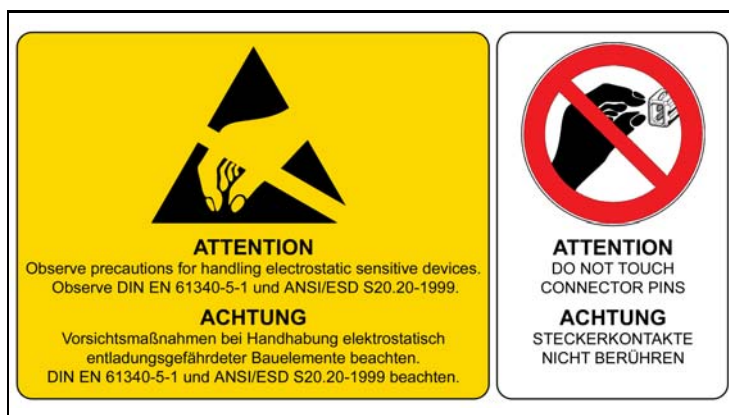 ATTENTION
Observe precautions for handling electrostatic sensitive devices.
Observe DIN EN 61340-5-1 und ANSI/ESD S20.20-1999.
ACHTUNG
Vorsichtsmaßnahmen bei Handhabung elektrostatisch
entladungsgefährdeter Bauelemente beachten.
DIN EN 61340-5-1 und ANSI/ESD S20.20-1999 beachten.
ATTENTION
DO NOT TOUCH
CONNECTOR PINS
ACHTUNG
STECKERKONTAKTE
NICHT BERÜHREN